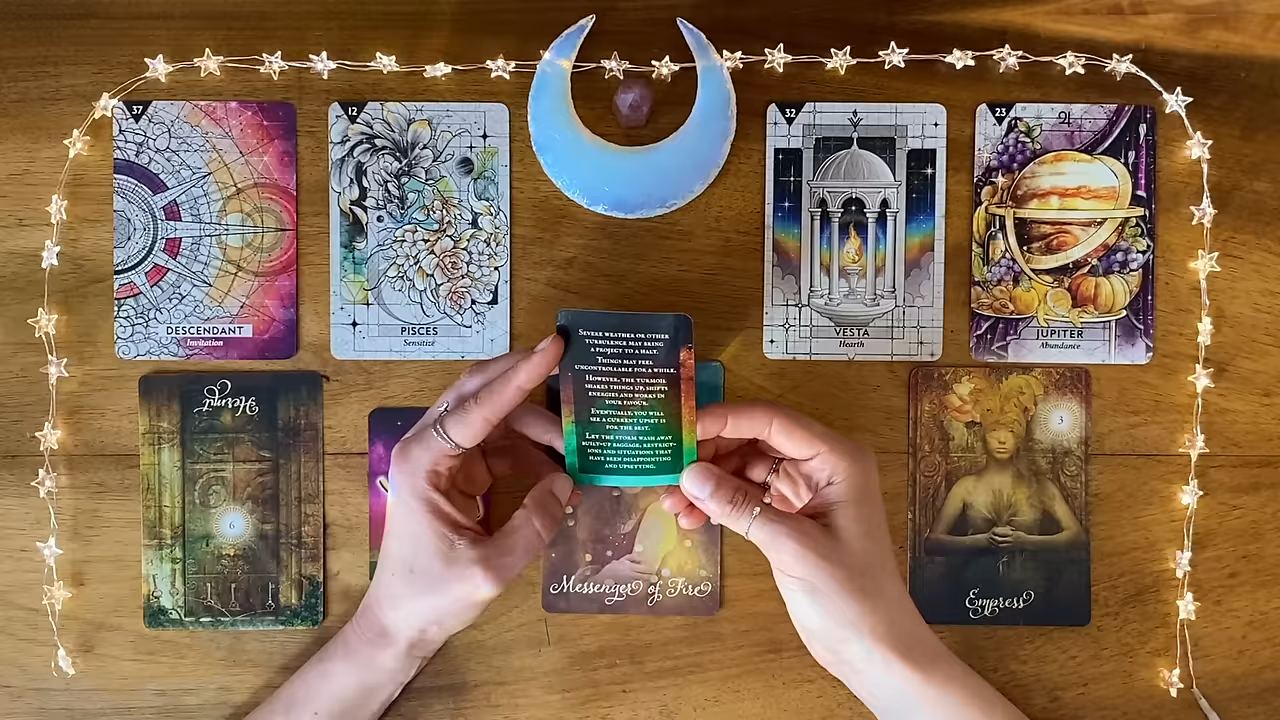 37
DESCENDANT
Invitation
12
PISCES
Sensitize
32
VESTA
Hearth
23
♃
JUPITER
Abundance
SEVERE WEATHER OR OTHER
TURBULENCE MAY BRING
A PROJECT TO A HALT.
THINGS MAY FEEL
UNCONTROLLABLE FOR A WHILE.
HOWEVER, THE TURMOIL
SHAKES THINGS UP, SHIFTS
ENERGIES AND WORKS IN
YOUR FAVOUR.
EVENTUALLY, YOU WILL
SEE A CURRENT UPSET IS
FOR THE BEST.
LET THE STORM WASH AWAY
BUILT-UP BAGGAGE, RESTRICT-
IONS AND SITUATIONS THAT
HAVE BEEN DISAPPOINTING
AND UPSETTING.
Hermit
9
Messenger of Fire
3
Empress